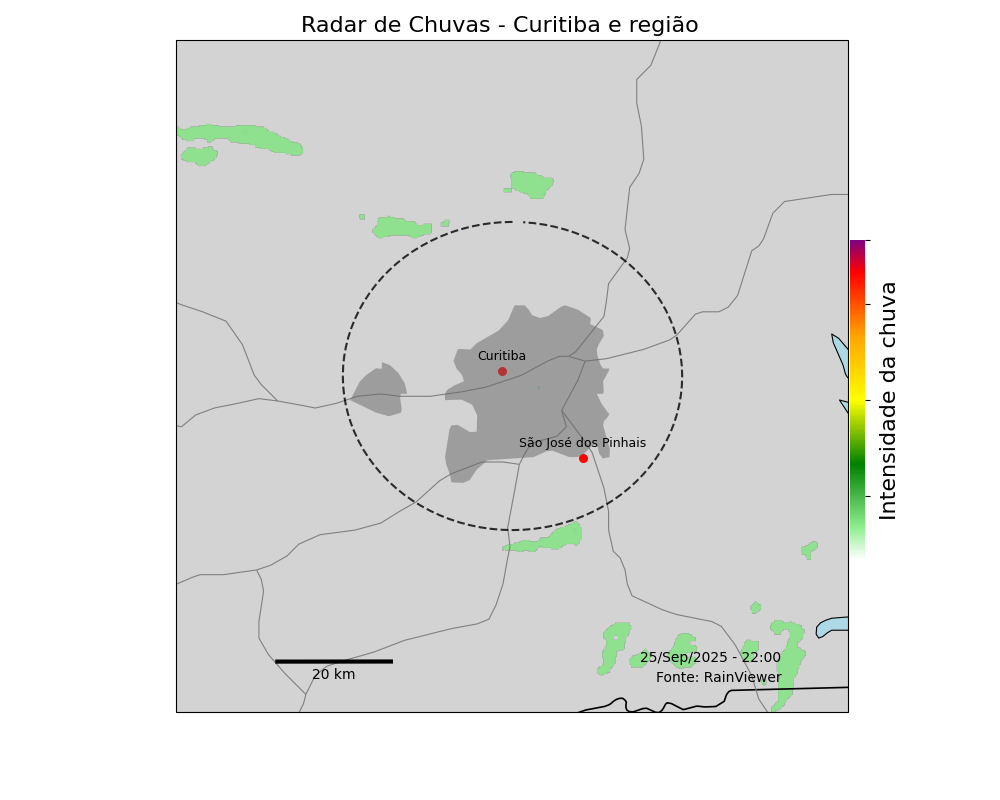 Radar de Chuvas - Curitiba e região
Curitiba
São José dos Pinhais
Intensidade da chuva
25/Sep/2025 - 22:00
Fonte: RainViewer
20 km